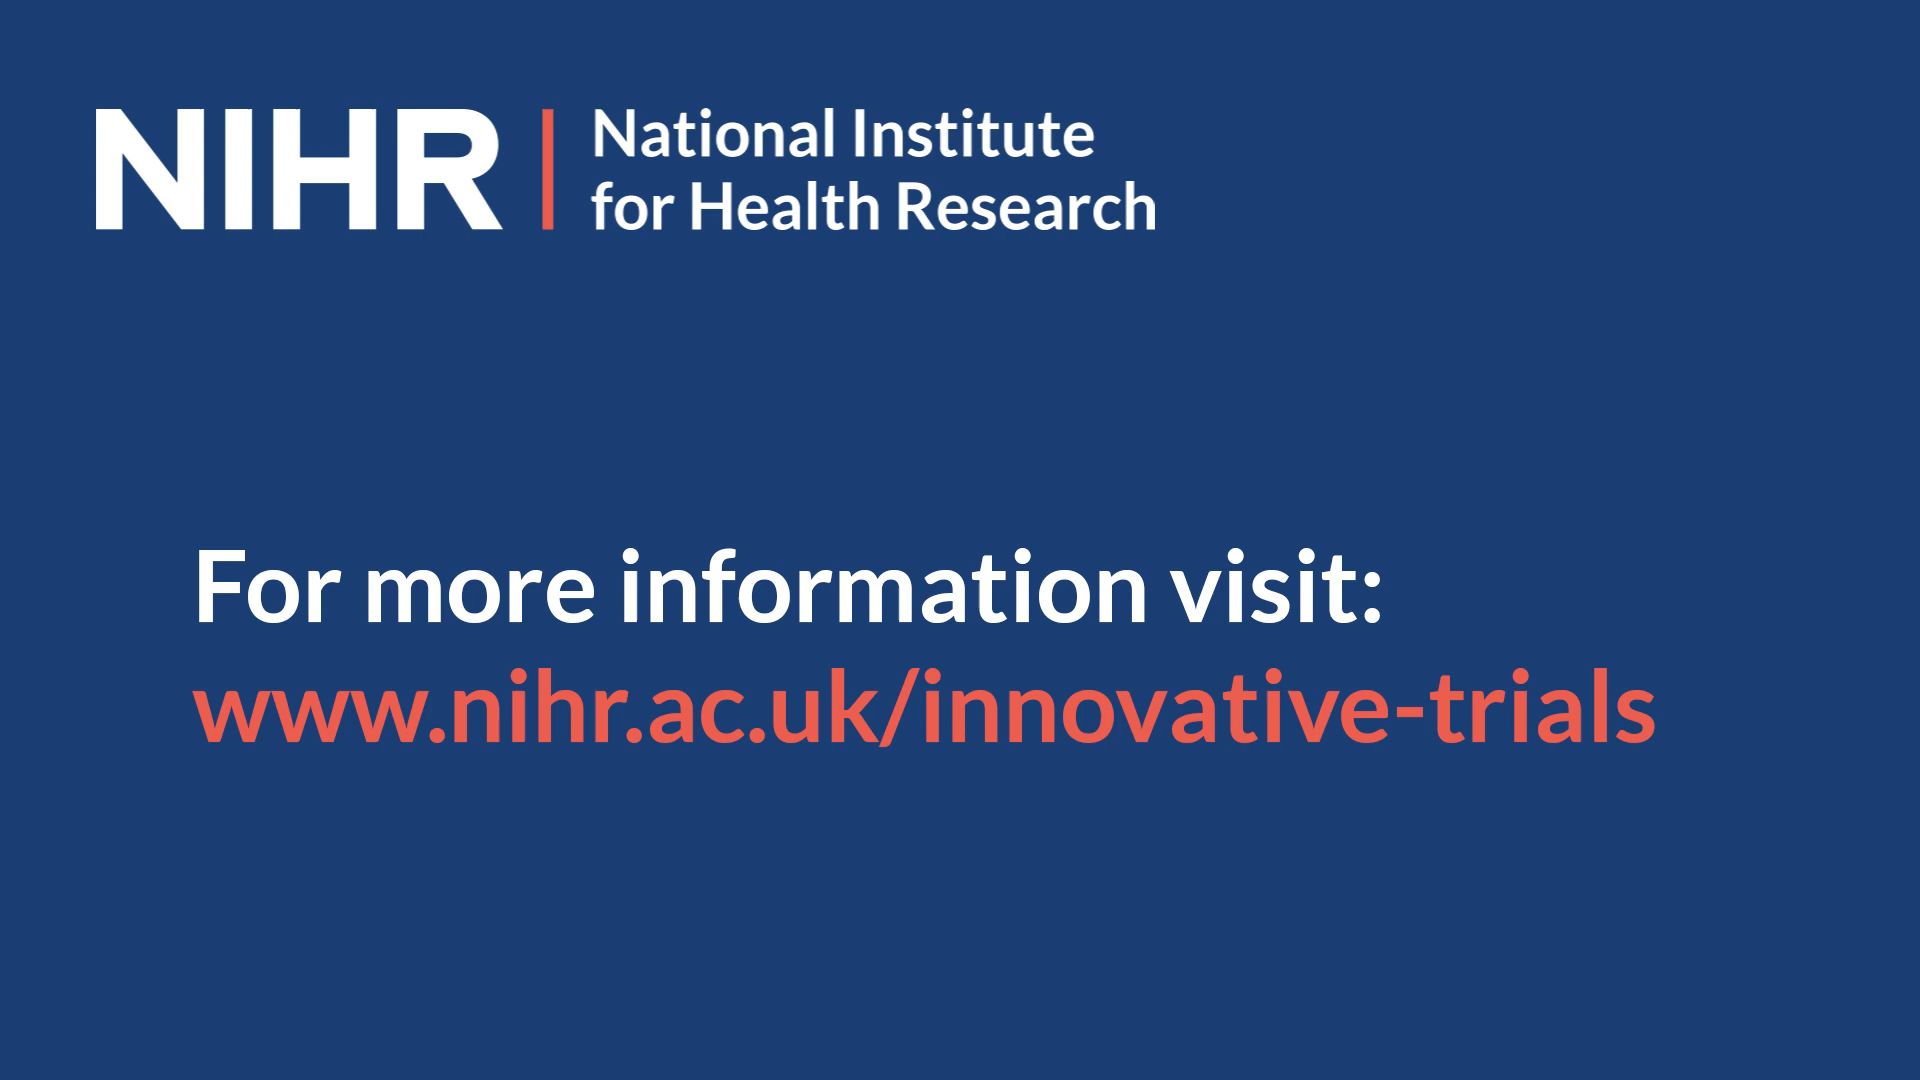 NIHR
National Institute
for Health Research
For more information visit:
www.nihr.ac.uk/innovative-trials